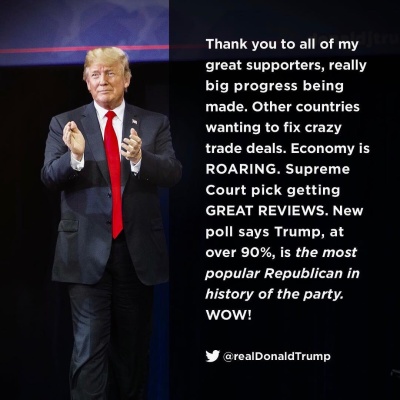 Thank you to all of my
great supporters, really
big progress being
made. Other countries
wanting to fix crazy
trade deals. Economy is
ROARING. Supreme
Court pick getting
GREAT REVIEWS. New
poll says Trump, at
over 90%, is the most
popular Republican in
history of the party.
WOW!
@realDonaldTrump